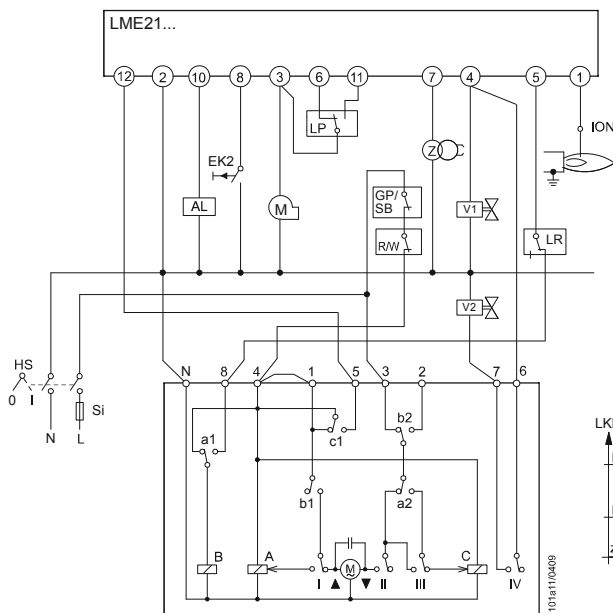 LME21...
12 2 10 8 3 6 11 7 4 5 1
LP
ION
EK2
Z
AL
M
GP/
SB
V1
R/W
LR
V2
HS
0 I
Si
N L
N 8 4 1 5 3 2 7 6
LK
a1
c1
b2
b1
a2
B A
I
M
~
II III
C
IV
101a11/0409